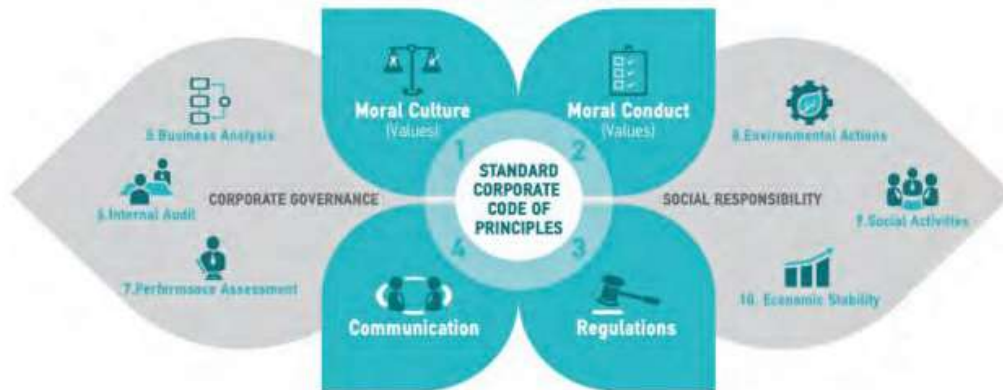 Moral Culture
(Values)
1
Moral Conduct
(Values)
2
STANDARD
CORPORATE
CODE OF
PRINCIPLES
4
3
Communication
Regulations
CORPORATE GOVERNANCE
5.Business Analysis
6.Internal Audit
7.Performance Assessment
SOCIAL RESPONSIBILITY
8.Environmental Actions
9.Social Activities
10. Economic Stability